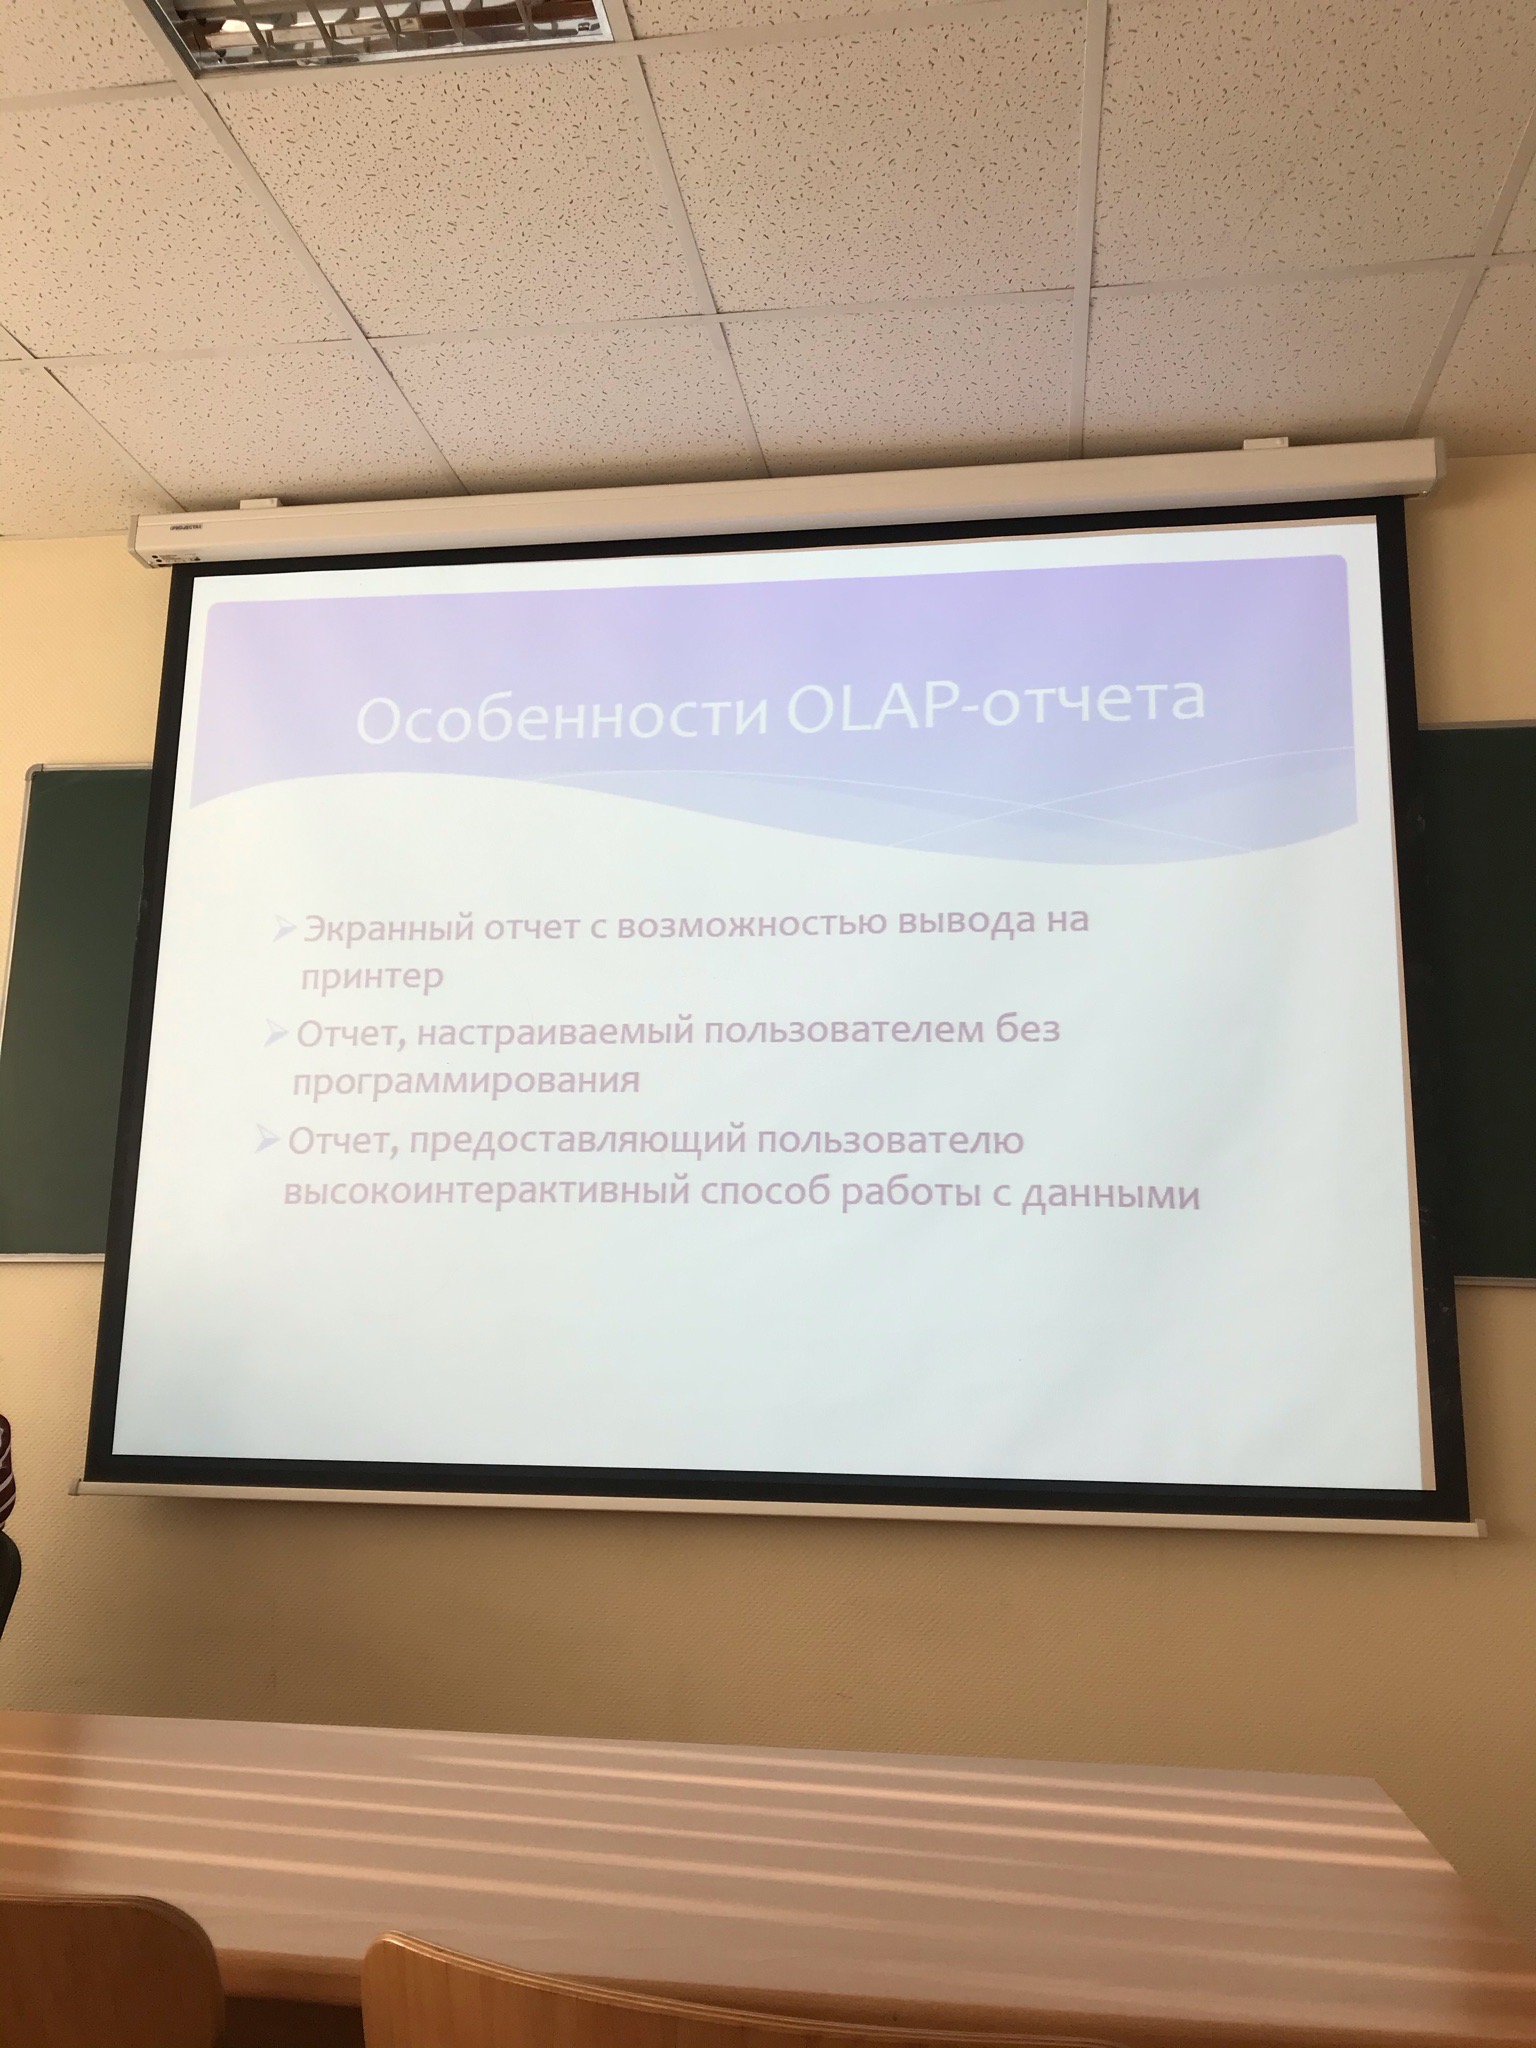 PROJECTA
Особенности OLAP-отчета
Экранный отчет с возможностью вывода на
принтер
Отчет, настраиваемый пользователем без
программирования
Отчет, предоставляющий пользователю
высокоинтерактивный способ работы с данными